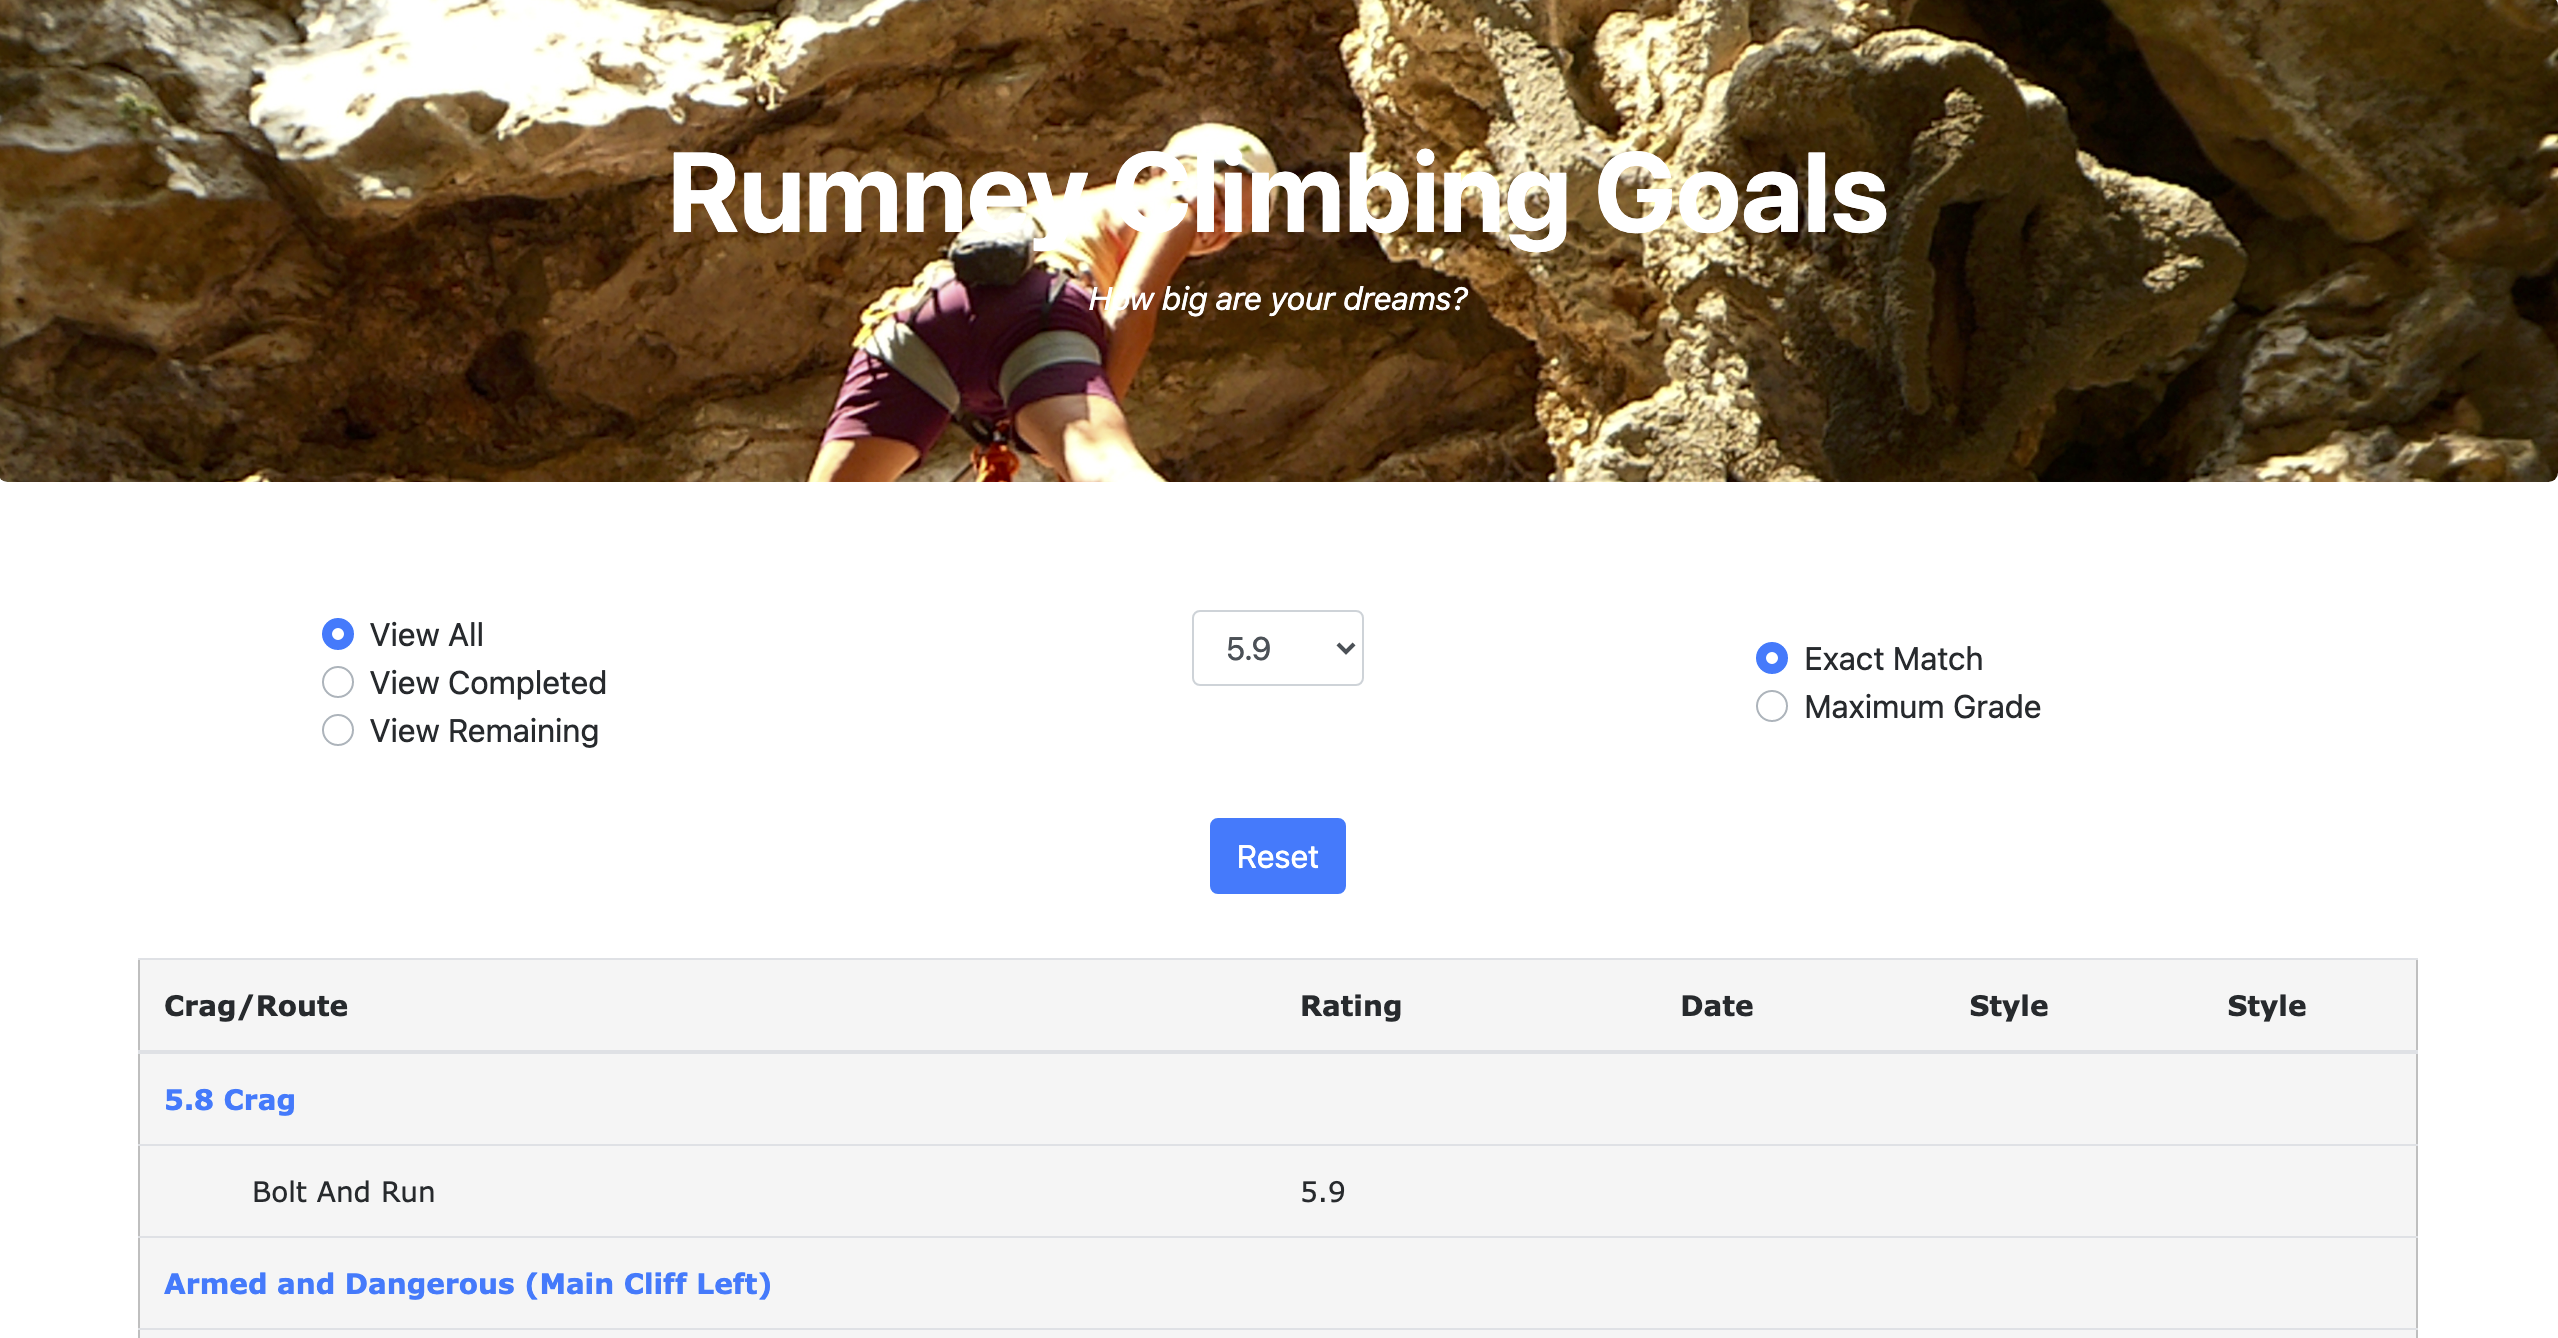 Rumney Climbing Goals
How big are your dreams?
View All
View Completed
View Remaining
5.9
Exact Match
Maximum Grade
Reset
Crag/Route Rating Date Style Style
5.8 Crag
Bolt And Run 5.9
Armed and Dangerous (Main Cliff Left)